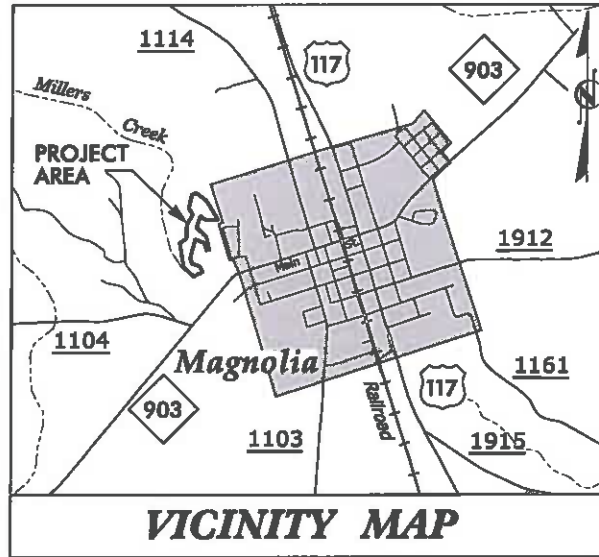 1114
117
903
Millers
Creek
PROJECT
AREA
1912
Main
St.
1104
Magnolia
117
1161
903
Railroad
1103
1915
VICINITY MAP